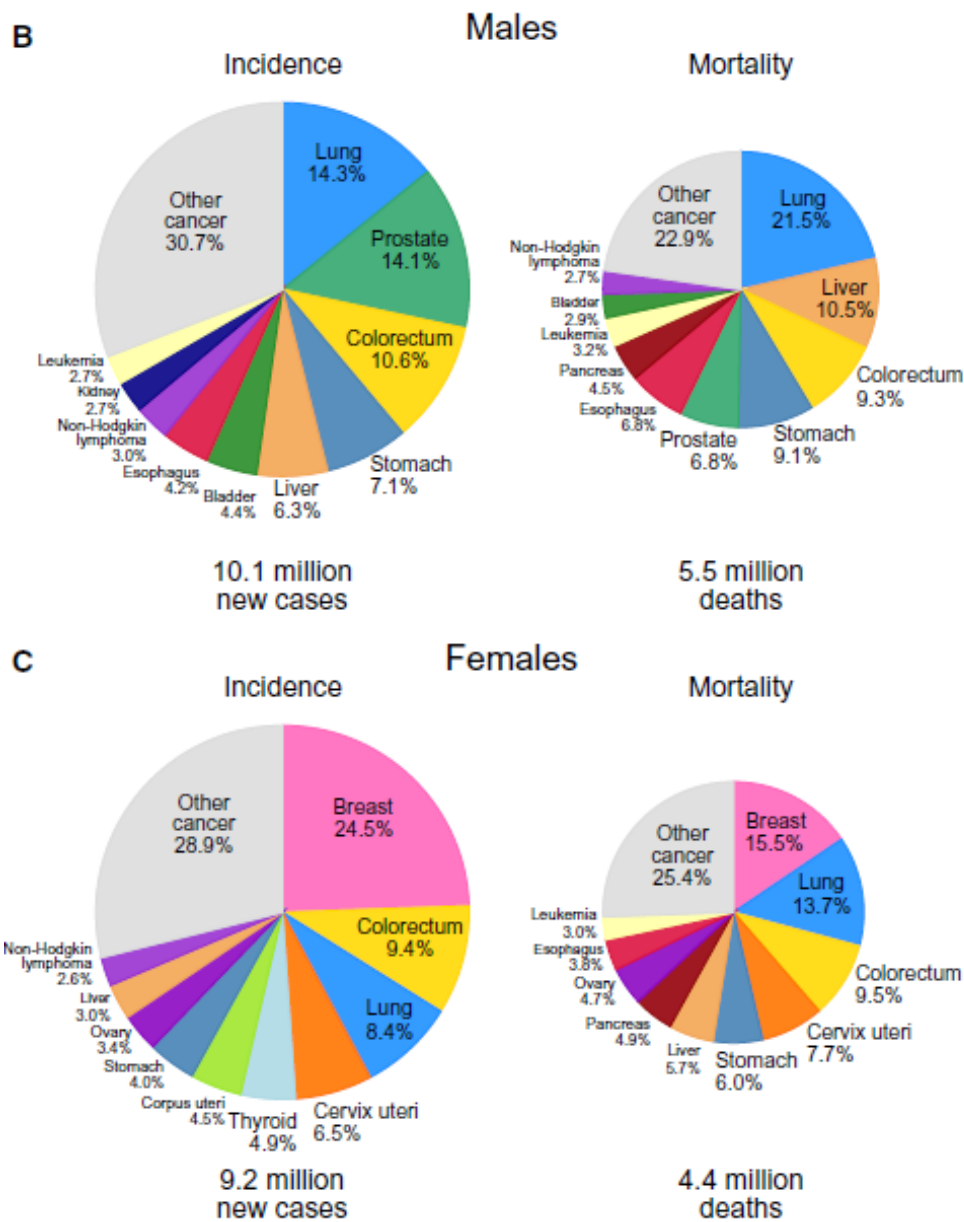 B
Males
Incidence
Mortality
Lung
14.3%
Prostate
14.1%
Colorectum
10.6%
Stomach
7.1%
Liver
6.3%
Bladder
4.4%
Esophagus
4.2%
Non-Hodgkin
lymphoma
3.0%
Kidney
2.7%
Leukemia
2.7%
Other
cancer
30.7%
Lung
21.5%
Liver
10.5%
Colorectum
9.3%
Stomach
9.1%
Prostate
6.8%
Esophagus
6.8%
Pancreas
4.5%
Leukemia
3.2%
Bladder
2.9%
Non-Hodgkin
lymphoma
2.7%
Other
cancer
22.9%
10.1 million
new cases
5.5 million
deaths
C
Females
Incidence
Mortality
Breast
24.5%
Colorectum
9.4%
Lung
8.4%
Cervix uteri
6.5%
Thyroid
4.9%
Corpus uteri
4.5%
Stomach
4.0%
Ovary
3.4%
Liver
3.0%
Non-Hodgkin
lymphoma
2.6%
Other
cancer
28.9%
Breast
15.5%
Lung
13.7%
Colorectum
9.5%
Cervix uteri
7.7%
Stomach
6.0%
Liver
5.7%
Pancreas
4.9%
Ovary
4.7%
Esophagus
3.8%
Leukemia
3.0%
Other
cancer
25.4%
9.2 million
new cases
4.4 million
deaths